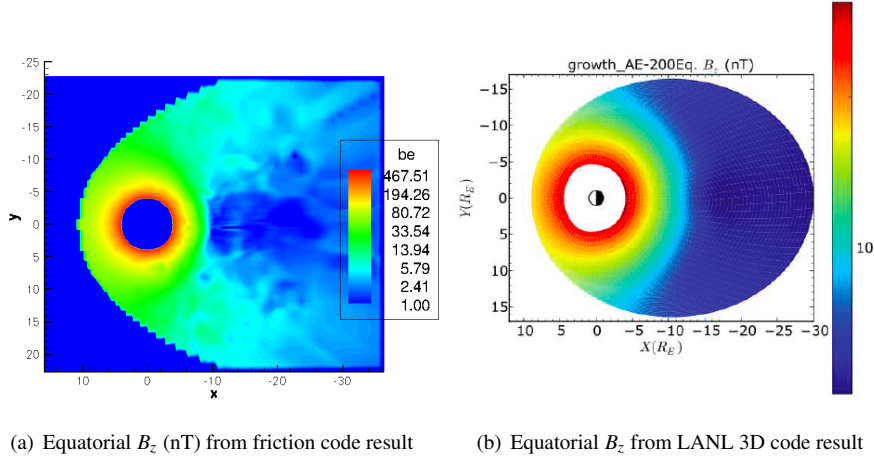 -25
-20
-15
-10
-5
0
5
10
15
20
y
10 0 -10 -20 -30
x
be
467.51
194.26
80.72
33.54
13.94
5.79
2.41
1.00
growth_AE-200Eq. B_z (nT)
−15
−10
−5
0
5
10
15
Y(R_E)
10 5 0 −5 −10 −15 −20 −25 −30
X(R_E)
10
(a) Equatorial B_z (nT) from friction code result
(b) Equatorial B_z from LANL 3D code result